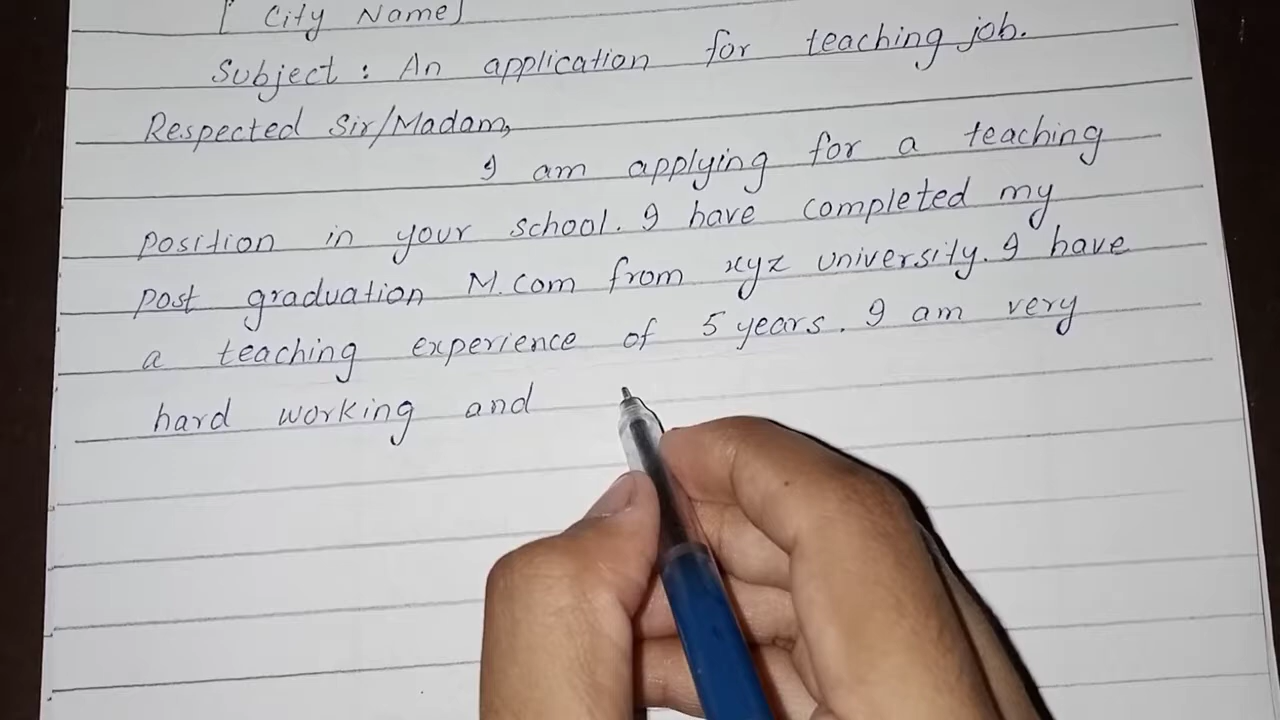 [ City Name]
Subject : An application for teaching job.
Respected Sir/Madam,
I am applying for a teaching
position in your school. I have completed my
post graduation M.Com from xyz university. I have
a teaching experience of 5 years. I am very
hard working and